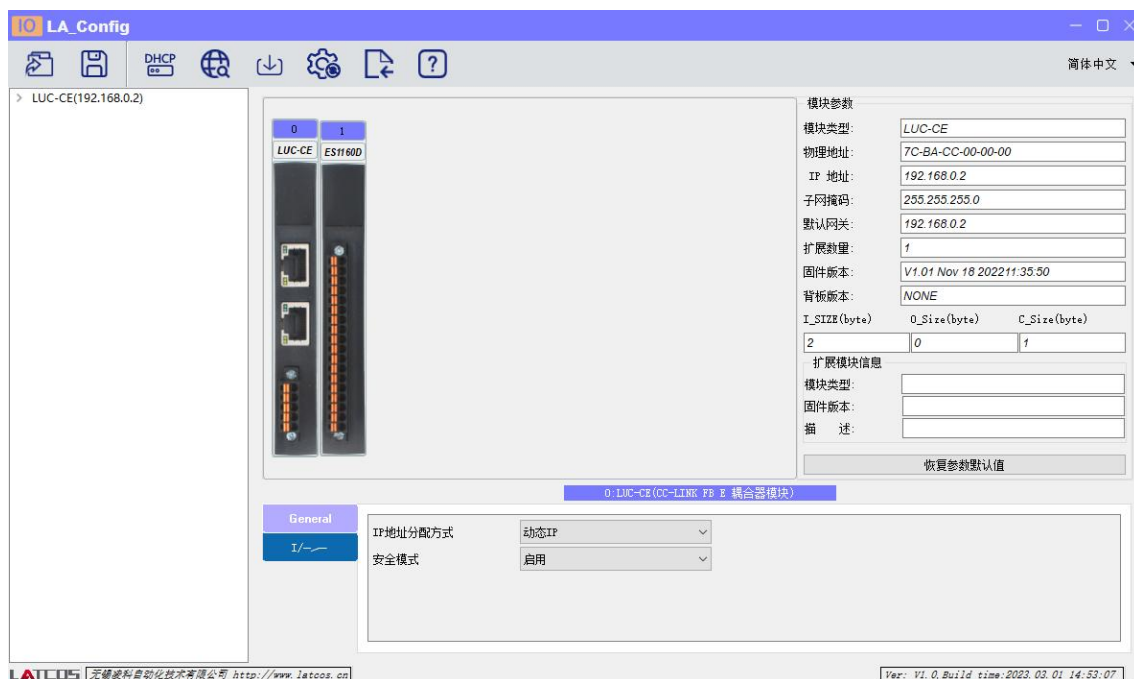 IO LA_Config
DHCP
简体中文
LUC-CE(192.168.0.2)
0 1
LUC-CE ES1160D
模块参数
模块类型: LUC-CE
物理地址: 7C-BA-CC-00-00-00
IP 地址: 192.168.0.2
子网掩码: 255.255.255.0
默认网关: 192.168.0.2
扩展数量: 1
固件版本: V1.01 Nov 18 202211:35:50
背板版本: NONE
I_SIZE(byte) O_Size(byte) C_Size(byte)
2 0 1
扩展模块信息
模块类型:
固件版本:
描 述:
恢复参数默认值
0:LUC-CE(CC-LINK FB E 耦合器模块)
General
IP地址分配方式 动态IP
安全模式 启用
LATCOS 无锡凌科自动化技术有限公司 http://www.latcos.cn
Ver: V1.0,Build time:2023.03.01 14:53:07